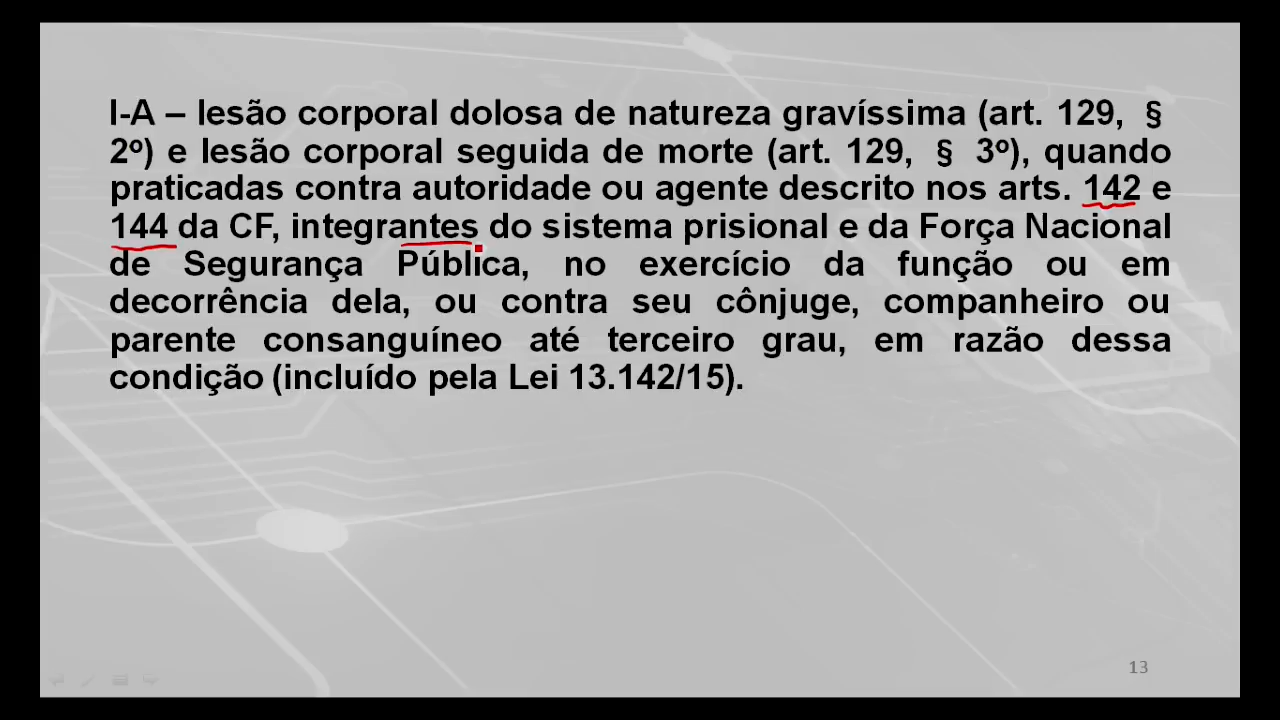 I-A – lesão corporal dolosa de natureza gravíssima (art. 129, §
2º) e lesão corporal seguida de morte (art. 129, § 3º), quando
praticadas contra autoridade ou agente descrito nos arts. 142 e
144 da CF, integrantes do sistema prisional e da Força Nacional
de Segurança Pública, no exercício da função ou em
decorrência dela, ou contra seu cônjuge, companheiro ou
parente consanguíneo até terceiro grau, em razão dessa
condição (incluído pela Lei 13.142/15).
13